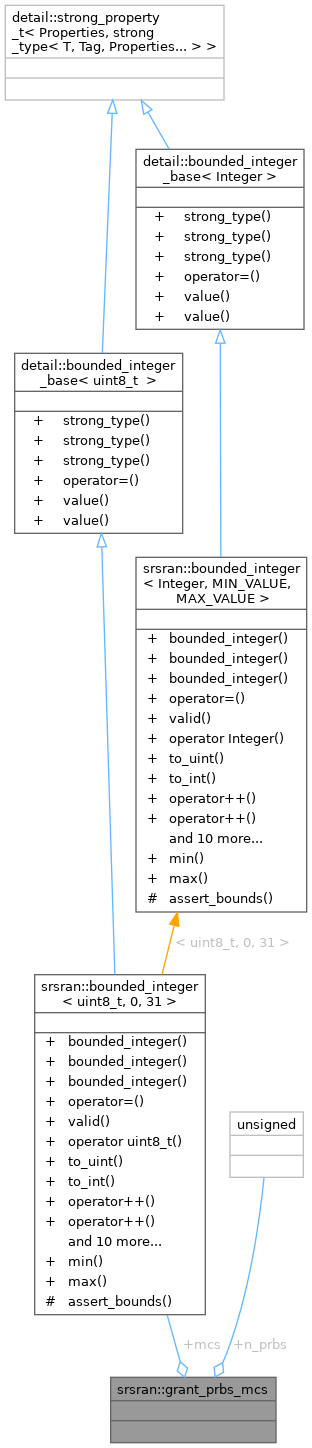 detail::strong_property
_t< Properties, strong
_type< T, Tag, Properties... > >
detail::bounded_integer
_base< Integer >
+ strong_type()
+ strong_type()
+ strong_type()
+ operator=()
+ value()
+ value()
detail::bounded_integer
_base< uint8_t >
+ strong_type()
+ strong_type()
+ strong_type()
+ operator=()
+ value()
+ value()
srsran::bounded_integer
< Integer, MIN_VALUE,
MAX_VALUE >
+ bounded_integer()
+ bounded_integer()
+ bounded_integer()
+ operator=()
+ valid()
+ operator Integer()
+ to_uint()
+ to_int()
+ operator++()
+ operator++()
and 10 more...
+ min()
+ max()
# assert_bounds()
< uint8_t, 0, 31 >
srsran::bounded_integer
< uint8_t, 0, 31 >
+ bounded_integer()
+ bounded_integer()
+ bounded_integer()
+ operator=()
+ valid()
+ operator uint8_t()
+ to_uint()
+ to_int()
+ operator++()
+ operator++()
and 10 more...
+ min()
+ max()
# assert_bounds()
unsigned
+mcs
+n_prbs
srsran::grant_prbs_mcs